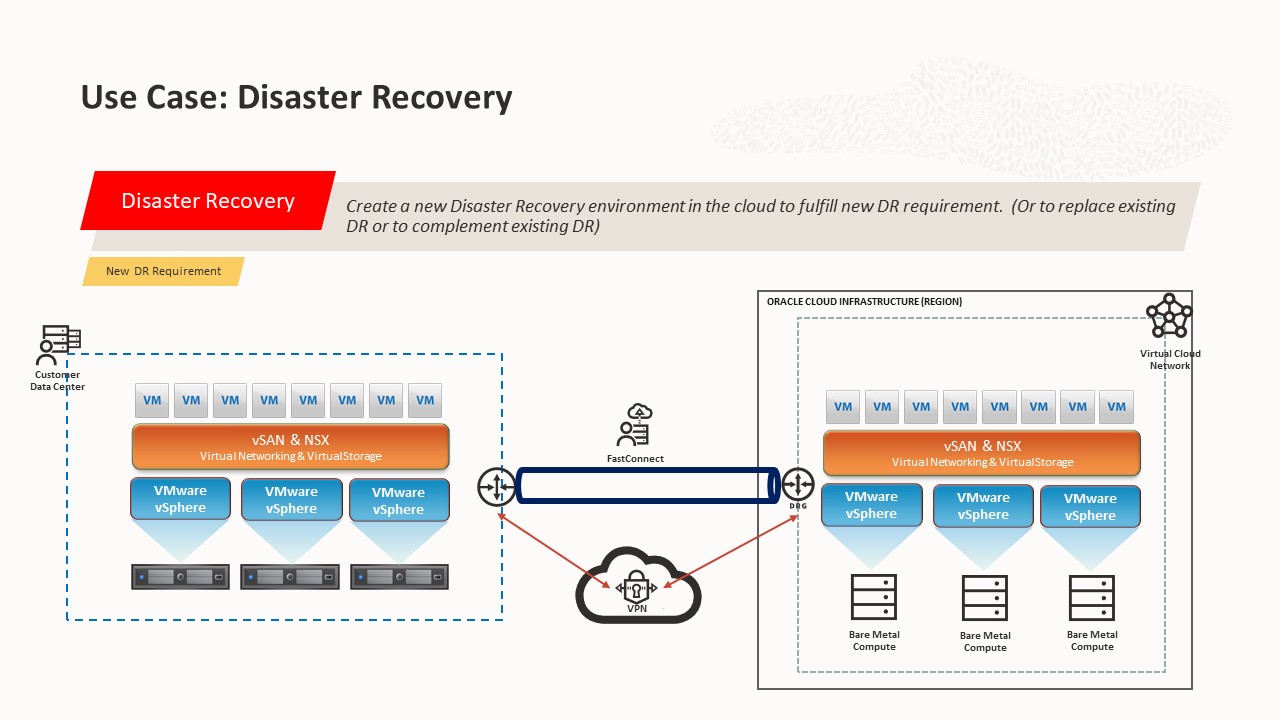 Use Case: Disaster Recovery
Disaster Recovery
Create a new Disaster Recovery environment in the cloud to fulfill new DR requirement.  (Or to replace existing
DR or to complement existing DR)
New DR Requirement
ORACLE CLOUD INFRASTRUCTURE (REGION)
Virtual Cloud
Network
Customer
Data Center
VM VM VM VM VM VM VM VM
vSAN & NSX
Virtual Networking & Virtual Storage
VMware
vSphere
VMware
vSphere
VMware
vSphere
FastConnect
VPN
DRG
VM VM VM VM VM VM VM VM
vSAN & NSX
Virtual Networking & Virtual Storage
VMware
vSphere
VMware
vSphere
VMware
vSphere
Bare Metal
Compute
Bare Metal
Compute
Bare Metal
Compute